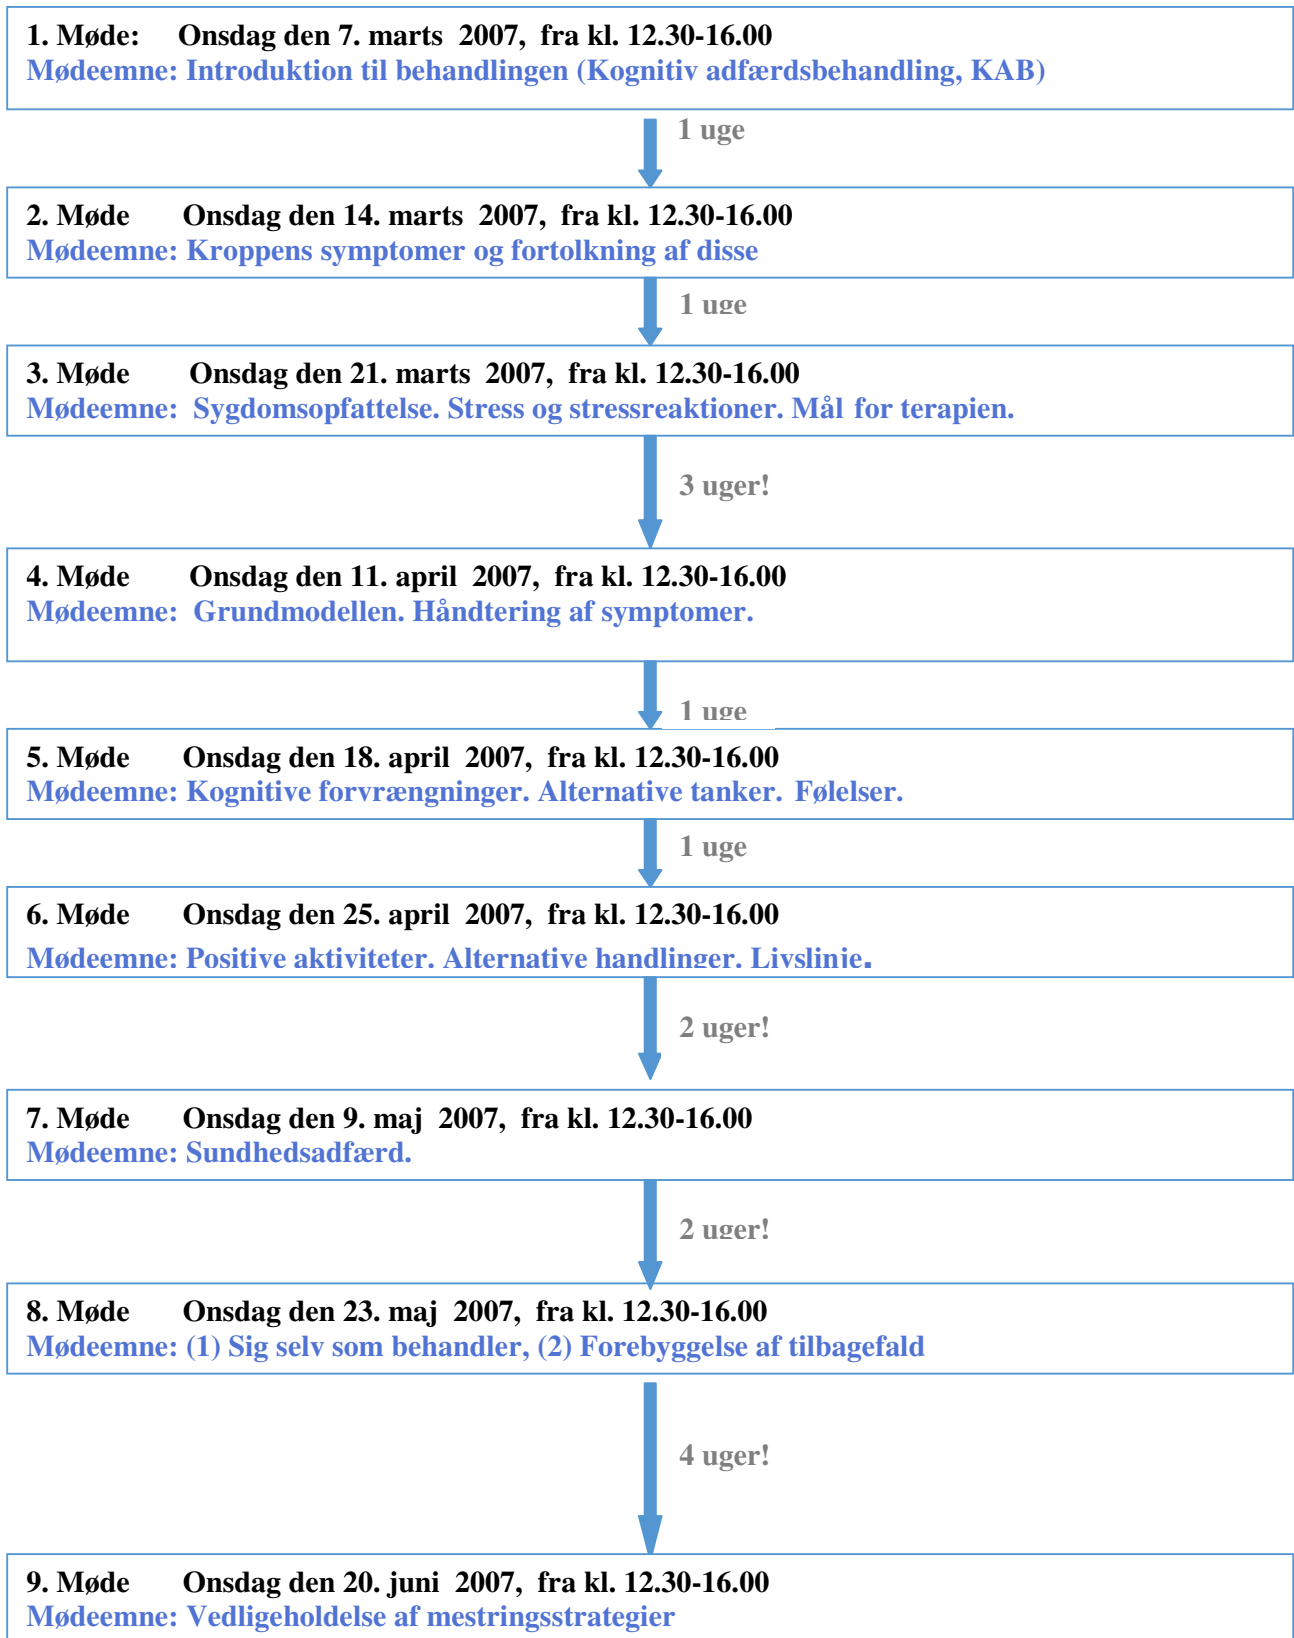 1. Møde: Onsdag den 7. marts 2007, fra kl. 12.30-16.00
Mødeemne: Introduktion til behandlingen (Kognitiv adfærdsbehandling, KAB)
1 uge
2. Møde Onsdag den 14. marts 2007, fra kl. 12.30-16.00
Mødeemne: Kroppens symptomer og fortolkning af disse
1 uge
3. Møde Onsdag den 21. marts 2007, fra kl. 12.30-16.00
Mødeemne: Sygdomsopfattelse. Stress og stressreaktioner. Mål for terapien.
3 uger!
4. Møde Onsdag den 11. april 2007, fra kl. 12.30-16.00
Mødeemne: Grundmodellen. Håndtering af symptomer.
1 uge
5. Møde Onsdag den 18. april 2007, fra kl. 12.30-16.00
Mødeemne: Kognitive forvrængninger. Alternative tanker. Følelser.
1 uge
6. Møde Onsdag den 25. april 2007, fra kl. 12.30-16.00
Mødeemne: Positive aktiviteter. Alternative handlinger. Livslinie.
2 uger!
7. Møde Onsdag den 9. maj 2007, fra kl. 12.30-16.00
Mødeemne: Sundhedsadfærd.
2 uger!
8. Møde Onsdag den 23. maj 2007, fra kl. 12.30-16.00
Mødeemne: (1) Sig selv som behandler, (2) Forebyggelse af tilbagefald
4 uger!
9. Møde Onsdag den 20. juni 2007, fra kl. 12.30-16.00
Mødeemne: Vedligeholdelse af mestringsstrategier